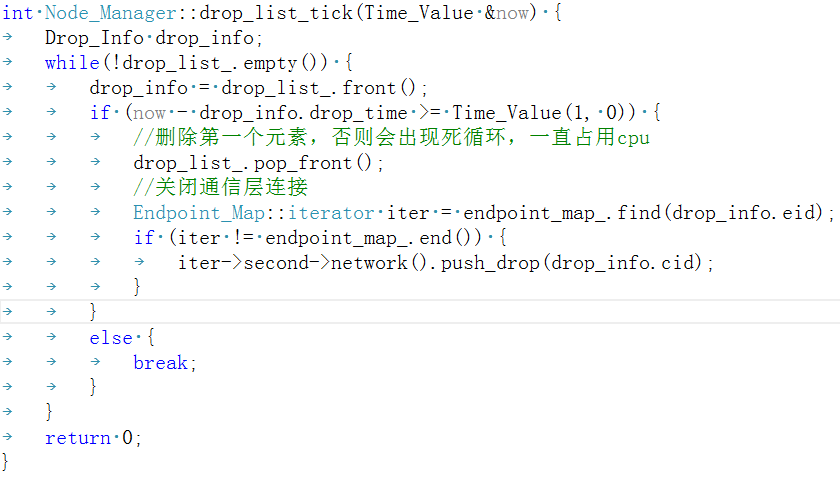 int Node_Manager::drop_list_tick(Time_Value &now) {
	Drop_Info drop_info;
	while(!drop_list_.empty()) {
		drop_info = drop_list_.front();
		if (now - drop_info.drop_time >= Time_Value(1, 0)) {
			//删除第一个元素，否则会出现死循环，一直占用cpu
			drop_list_.pop_front();
			//关闭通信层连接
			Endpoint_Map::iterator iter = endpoint_map_.find(drop_info.eid);
			if (iter != endpoint_map_.end()) {
				iter->second->network().push_drop(drop_info.cid);
			}
		}
		else {
			break;
		}
	}
	return 0;
}